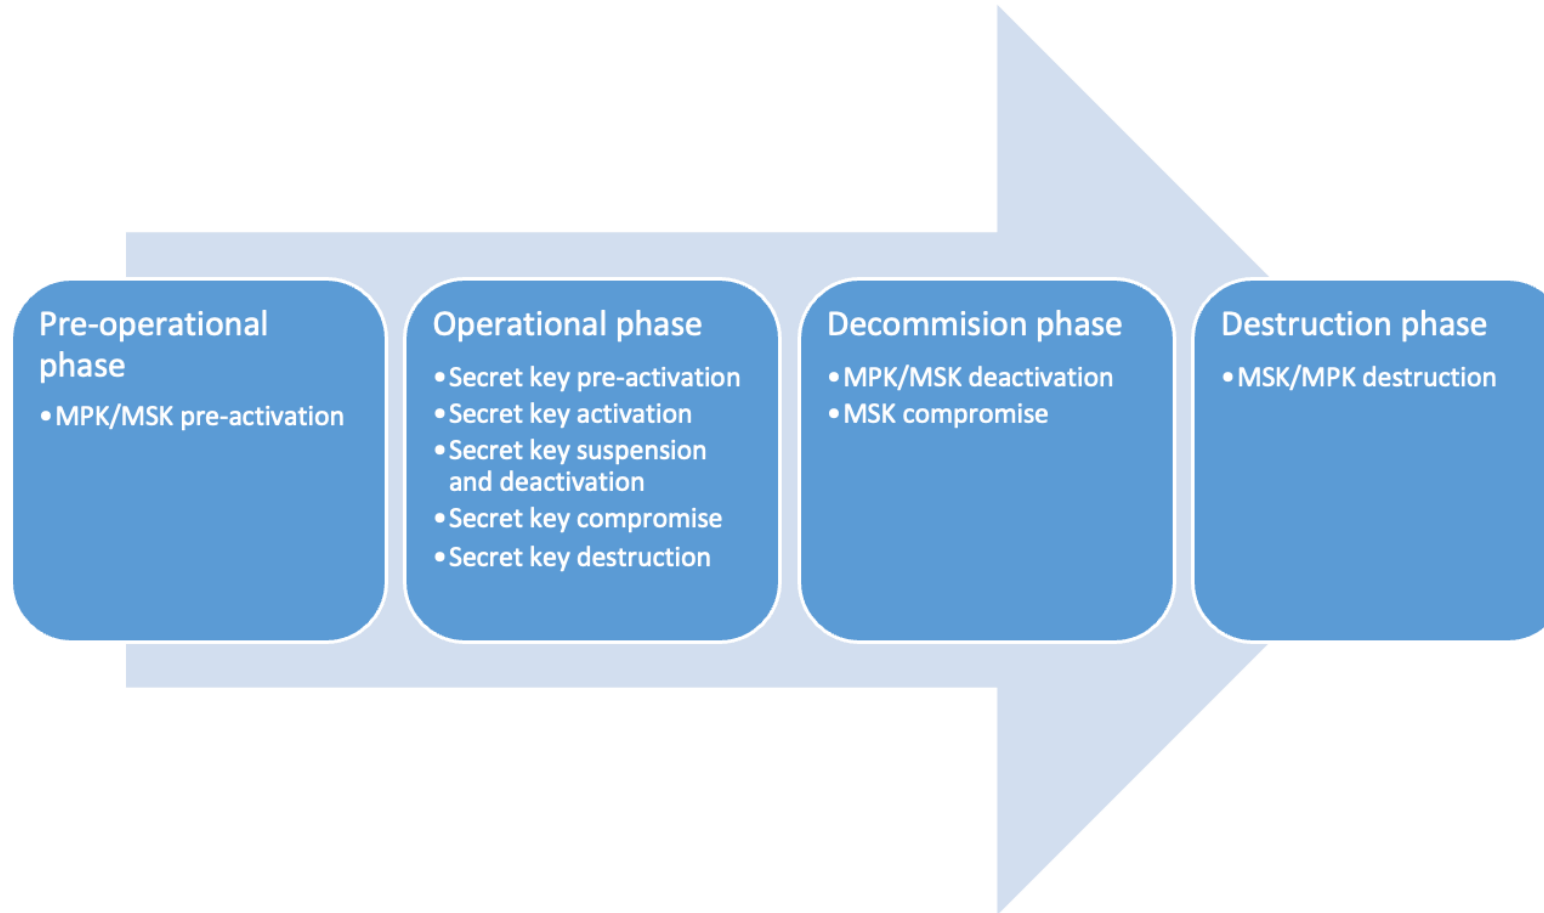 Pre-operational
phase
•MPK/MSK pre-activation
Operational phase
•Secret key pre-activation
•Secret key activation
•Secret key suspension
and deactivation
•Secret key compromise
•Secret key destruction
Decommision phase
•MPK/MSK deactivation
•MSK compromise
Destruction phase
•MSK/MPK destruction